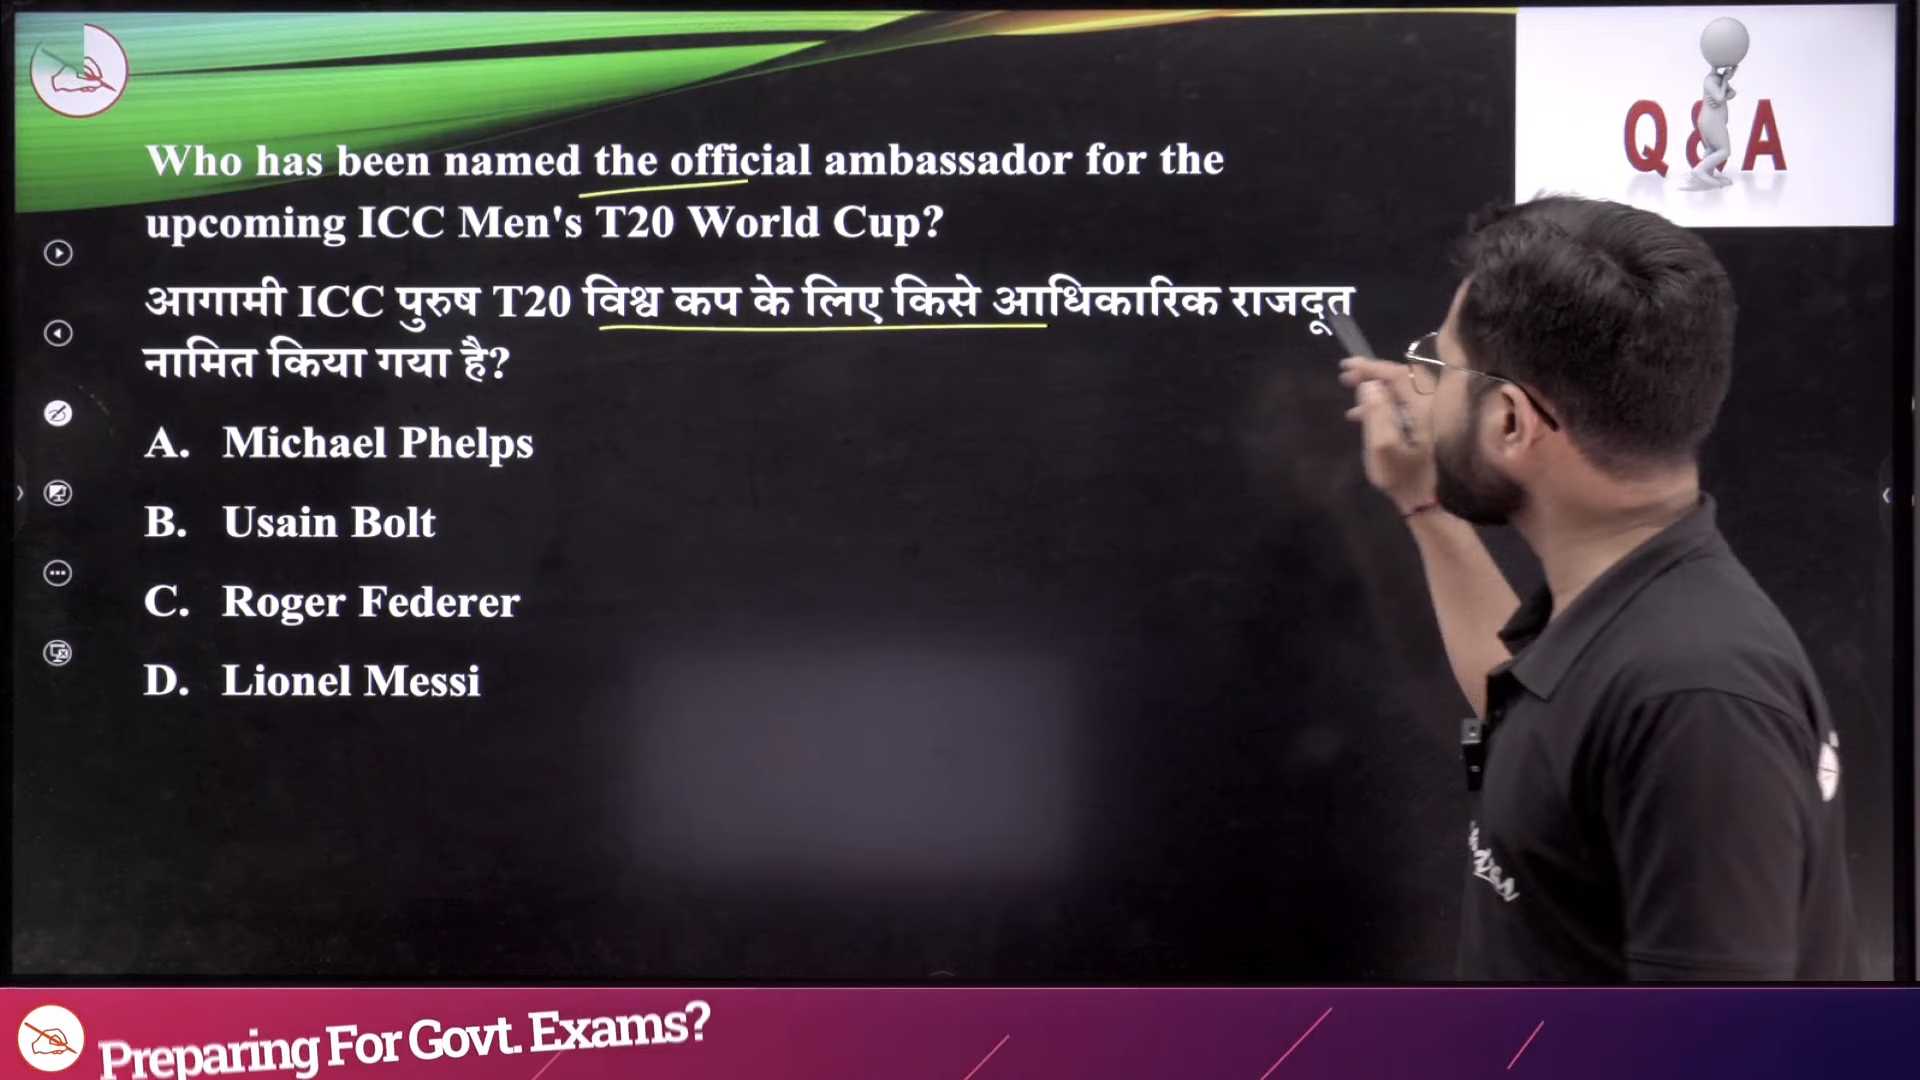 Q & A
Who has been named the official ambassador for the
upcoming ICC Men's T20 World Cup?
आगामी ICC पुरुष T20 विश्व कप के लिए किसे आधिकारिक राजदूत
नामित किया गया है?
A. Michael Phelps
B. Usain Bolt
C. Roger Federer
D. Lionel Messi
Preparing For Govt. Exams?